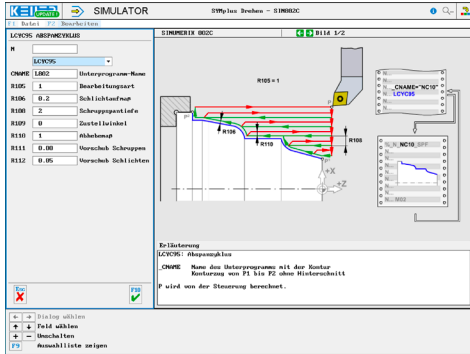 KELLER UPDATE! SIMULATOR SYMplus Drehen - SIN802C
F1 Datei F2 Bearbeiten
LCYC95 ABSPANZYKLUS
N
LCYC95
CNAME L802 Unterprogramm-Name
R105 1 Bearbeitungsart
R106 0.2 Schlichtaufmaß
R108 2 Schruppspantiefe
R109 0 Zustellwinkel
R110 1 Abhebemaß
R111 0.08 Vorschub Schruppen
R112 0.05 Vorschub Schlichten
Esc
F10
SINUMERIK 802C Bild 1/2
R105 = 1
P
P1
R106
R110
R108
P2
+X
+Z
N...
_CNAME="NC10"
LCYC95
N...
%_N_NC10_SPF
N...
N... M02
Erläuterung
LCYC95: Abspanzyklus
_CNAME Name des Unterprogramms mit der Kontur
Konturzug von P1 bis P2 ohne Hinterschnitt
P wird von der Steuerung berechnet.
← → Dialog wählen
↑ ↓ Feld wählen
+ - Umschalten
F9 Auswahlliste zeigen